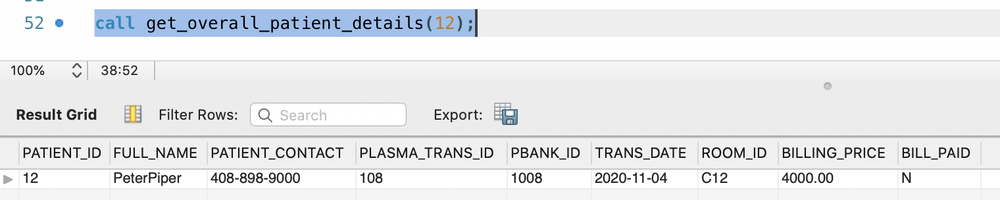 52 call get_overall_patient_details(12);
100% 38:52
Result Grid Filter Rows: Search Export:
PATIENT_ID FULL_NAME PATIENT_CONTACT PLASMA_TRANS_ID PBANK_ID TRANS_DATE ROOM_ID BILLING_PRICE BILL_PAID
12 PeterPiper 408-898-9000 108 1008 2020-11-04 C12 4000.00 N